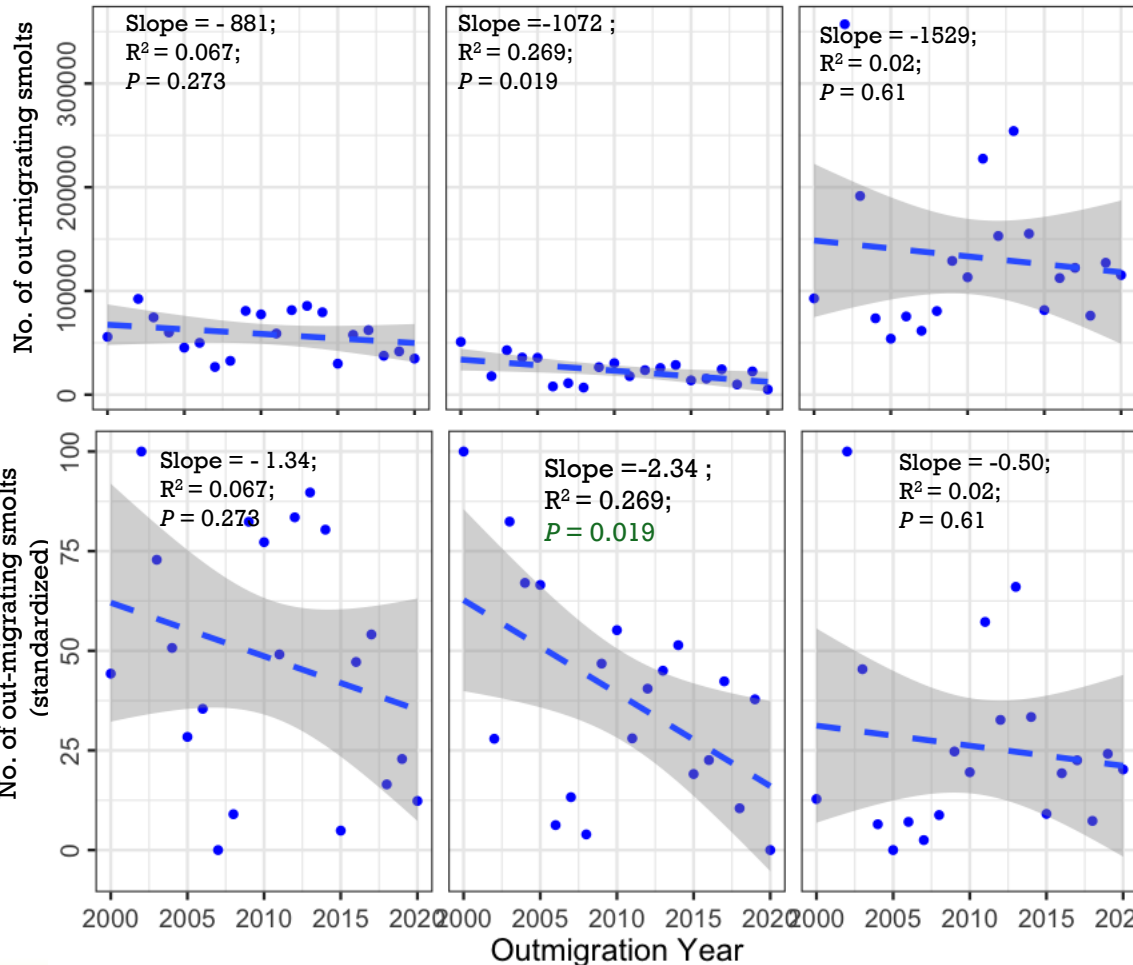 Slope = - 881;
R² = 0.067;
P = 0.273
Slope =-1072 ;
R² = 0.269;
P = 0.019
Slope = -1529;
R² = 0.02;
P = 0.61
No. of out-migrating smolts
300000
200000
100000
0
Slope = - 1.34;
R² = 0.067;
P = 0.273
Slope =-2.34 ;
R² = 0.269;
P = 0.019
Slope = -0.50;
R² = 0.02;
P = 0.61
No. of out-migrating smolts
(standardized)
100
75
50
25
0
2000 2005 2010 2015 2020
2000 2005 2010 2015 2020
2000 2005 2010 2015 202
Outmigration Year